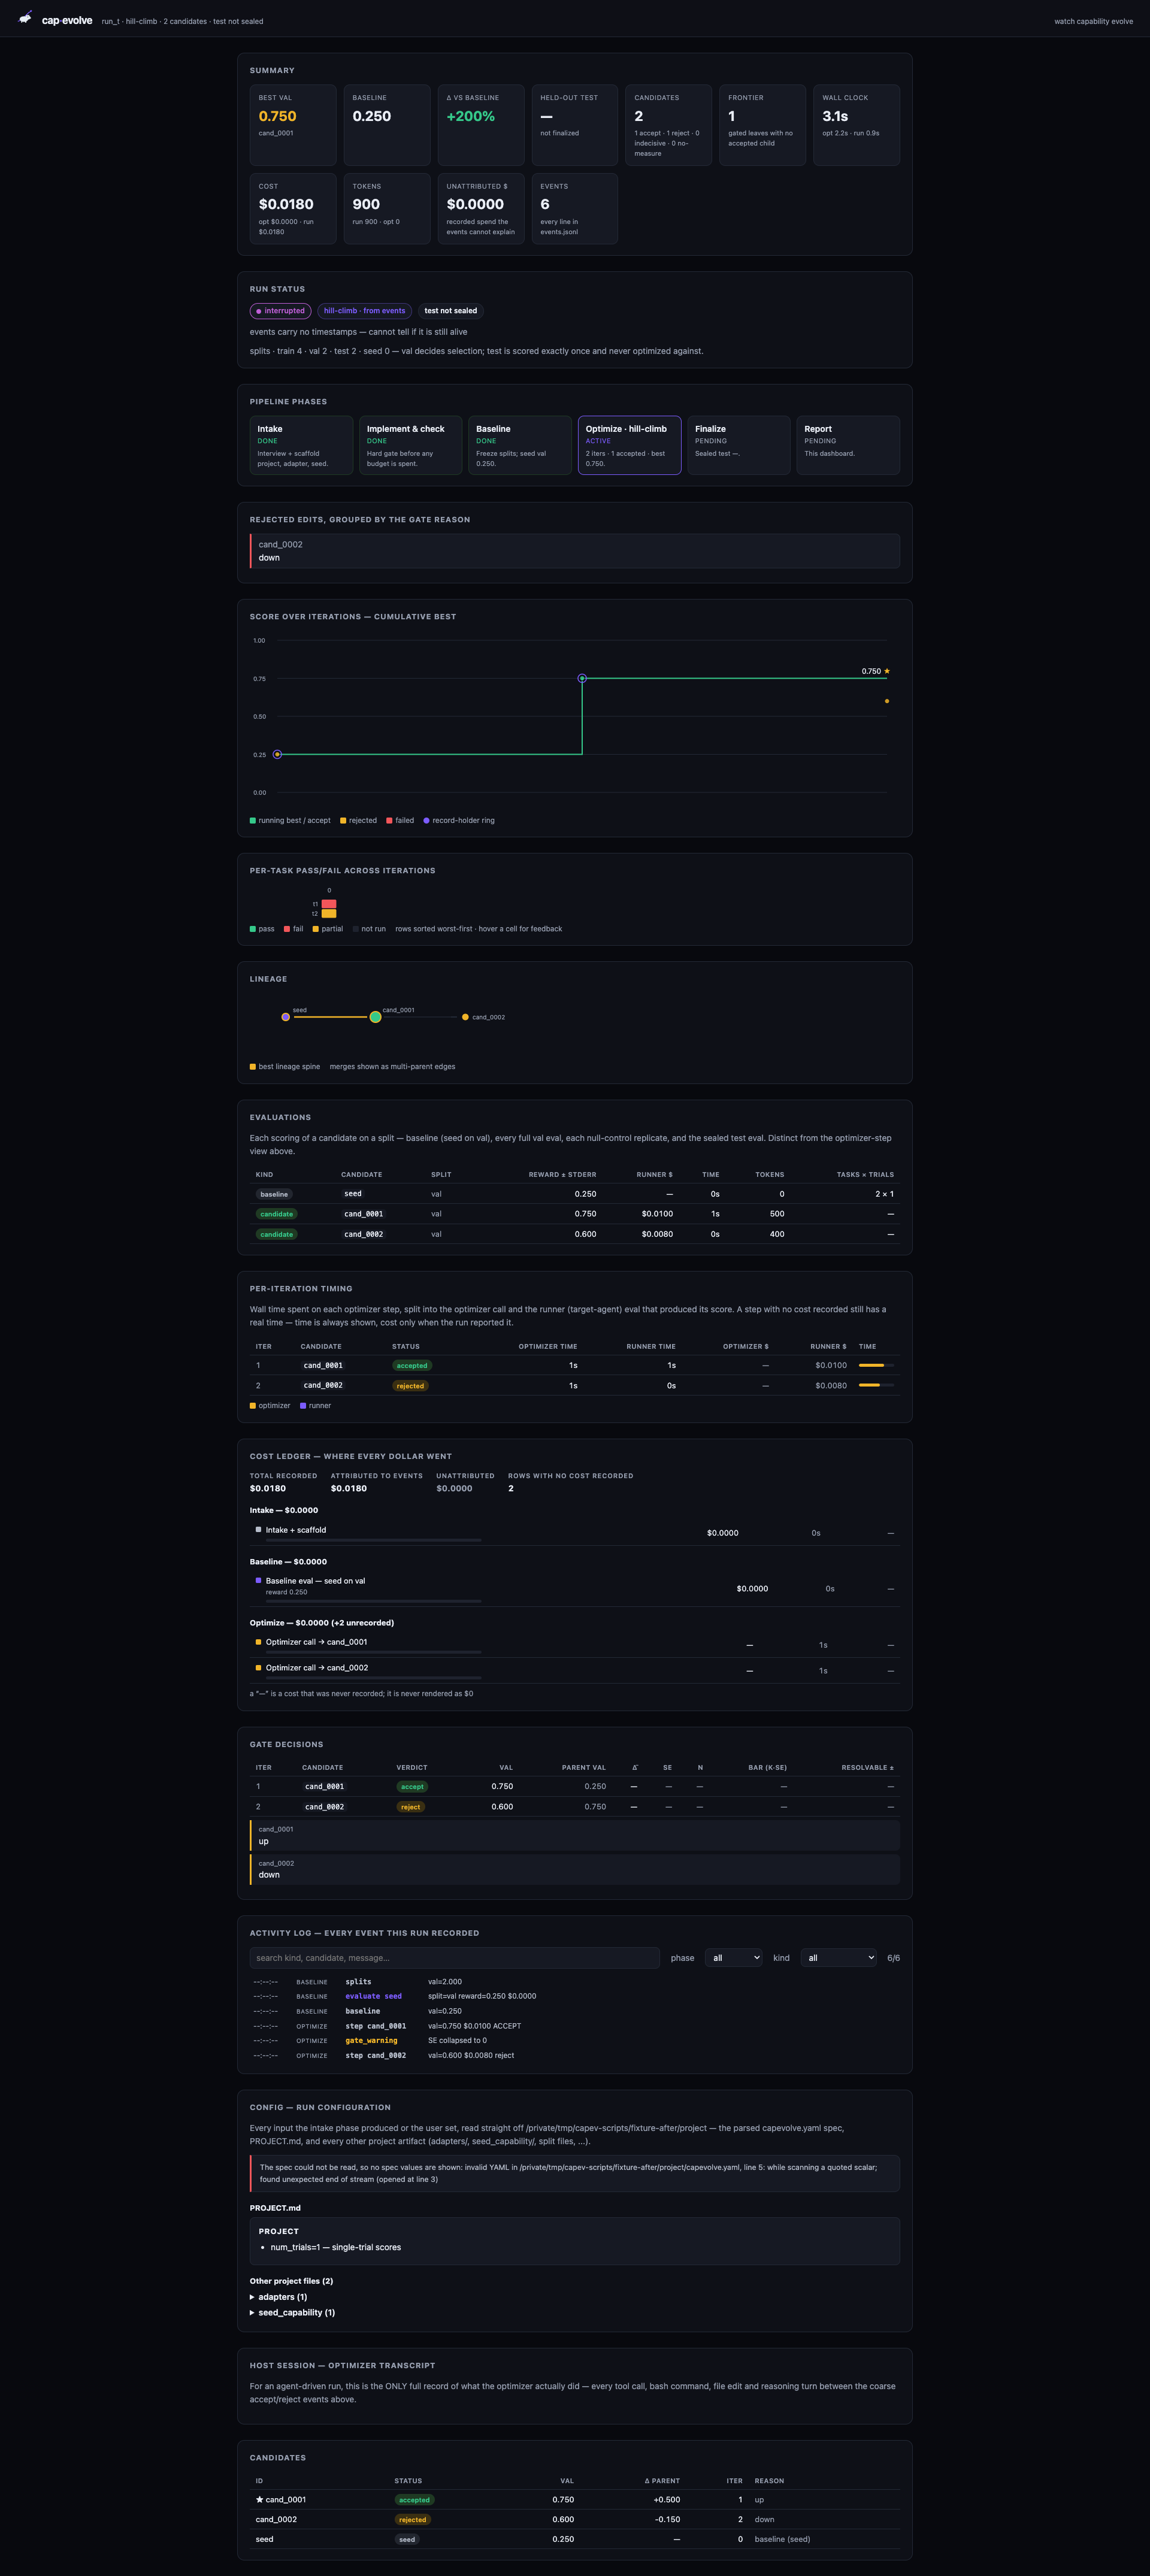 cap·evolve run_t · hill-climb · 2 candidates · test not sealed watch capability evolve
SUMMARY
BEST VAL
0.750
cand_0001
BASELINE
0.250
Δ VS BASELINE
+200%
HELD-OUT TEST
—
not finalized
CANDIDATES
2
1 accept · 1 reject · 0
indecisive · 0 no-
measure
FRONTIER
1
gated leaves with no
accepted child
WALL CLOCK
3.1s
opt 2.2s · run 0.9s
COST
$0.0180
opt $0.0000 · run
$0.0180
TOKENS
900
run 900 · opt 0
UNATTRIBUTED $
$0.0000
recorded spend the
events cannot explain
EVENTS
6
every line in
events.jsonl
RUN STATUS
interrupted hill-climb · from events test not sealed
events carry no timestamps — cannot tell if it is still alive
splits · train 4 · val 2 · test 2 · seed 0 — val decides selection; test is scored exactly once and never optimized against.
PIPELINE PHASES
Intake
DONE
Interview + scaffold
project, adapter, seed.
Implement & check
DONE
Hard gate before any
budget is spent.
Baseline
DONE
Freeze splits; seed val
0.250.
Optimize · hill-climb
ACTIVE
2 iters · 1 accepted · best
0.750.
Finalize
PENDING
Sealed test —.
Report
PENDING
This dashboard.
REJECTED EDITS, GROUPED BY THE GATE REASON
cand_0002
down
SCORE OVER ITERATIONS — CUMULATIVE BEST
1.00
0.750 ★
0.75
0.50
0.25
0.00
running best / accept rejected failed record-holder ring
PER-TASK PASS/FAIL ACROSS ITERATIONS
0
t1
t2
pass fail partial not run rows sorted worst-first · hover a cell for feedback
LINEAGE
seed cand_0001 cand_0002
best lineage spine merges shown as multi-parent edges
EVALUATIONS
Each scoring of a candidate on a split — baseline (seed on val), every full val eval, each null-control replicate, and the sealed test eval. Distinct from the optimizer-step
view above.
KIND CANDIDATE SPLIT REWARD ± STDERR RUNNER $ TIME TOKENS TASKS × TRIALS
baseline seed val 0.250 — 0s 0 2 × 1
candidate cand_0001 val 0.750 $0.0100 1s 500 —
candidate cand_0002 val 0.600 $0.0080 0s 400 —
PER-ITERATION TIMING
Wall time spent on each optimizer step, split into the optimizer call and the runner (target-agent) eval that produced its score. A step with no cost recorded still has a
real time — time is always shown, cost only when the run reported it.
ITER CANDIDATE STATUS OPTIMIZER TIME RUNNER TIME OPTIMIZER $ RUNNER $ TIME
1 cand_0001 accepted 1s 1s — $0.0100
2 cand_0002 rejected 1s 0s — $0.0080
optimizer runner
COST LEDGER — WHERE EVERY DOLLAR WENT
TOTAL RECORDED ATTRIBUTED TO EVENTS UNATTRIBUTED ROWS WITH NO COST RECORDED
$0.0180 $0.0180 $0.0000 2
Intake — $0.0000
Intake + scaffold $0.0000 0s —
Baseline — $0.0000
Baseline eval — seed on val $0.0000 0s —
reward 0.250
Optimize — $0.0000 (+2 unrecorded)
Optimizer call → cand_0001 — 1s —
Optimizer call → cand_0002 — 1s —
a "—" is a cost that was never recorded; it is never rendered as $0
GATE DECISIONS
ITER CANDIDATE VERDICT VAL PARENT VAL Δ̄ SE N BAR (K·SE) RESOLVABLE ±
1 cand_0001 accept 0.750 0.250 — — — — —
2 cand_0002 reject 0.600 0.750 — — — — —
cand_0001
up
cand_0002
down
ACTIVITY LOG — EVERY EVENT THIS RUN RECORDED
search kind, candidate, message… phase all kind all 6/6
--:--:-- BASELINE splits val=2.000
--:--:-- BASELINE evaluate seed split=val reward=0.250 $0.0000
--:--:-- BASELINE baseline val=0.250
--:--:-- OPTIMIZE step cand_0001 val=0.750 $0.0100 ACCEPT
--:--:-- OPTIMIZE gate_warning SE collapsed to 0
--:--:-- OPTIMIZE step cand_0002 val=0.600 $0.0080 reject
CONFIG — RUN CONFIGURATION
Every input the intake phase produced or the user set, read straight off /private/tmp/capev-scripts/fixture-after/project — the parsed capevolve.yaml spec,
PROJECT.md, and every other project artifact (adapters/, seed_capability/, split files, …).
The spec could not be read, so no spec values are shown: invalid YAML in /private/tmp/capev-scripts/fixture-after/project/capevolve.yaml, line 5: while scanning a quoted scalar;
found unexpected end of stream (opened at line 3)
PROJECT.md
PROJECT
• num_trials=1 — single-trial scores
Other project files (2)
▶ adapters (1)
▶ seed_capability (1)
HOST SESSION — OPTIMIZER TRANSCRIPT
For an agent-driven run, this is the ONLY full record of what the optimizer actually did — every tool call, bash command, file edit and reasoning turn between the coarse
accept/reject events above.
CANDIDATES
ID STATUS VAL Δ PARENT ITER REASON
★ cand_0001 accepted 0.750 +0.500 1 up
cand_0002 rejected 0.600 -0.150 2 down
seed seed 0.250 — 0 baseline (seed)